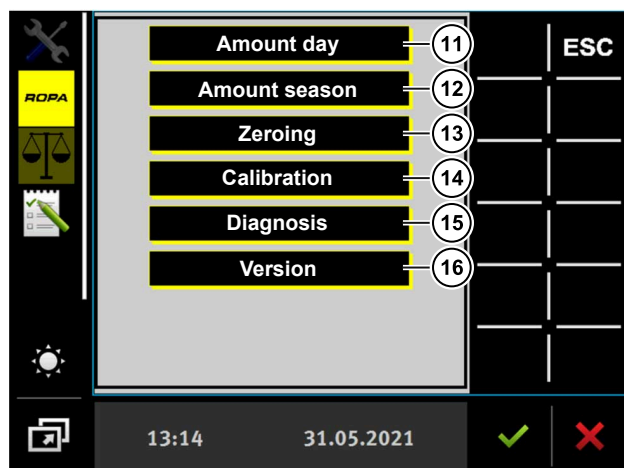 Amount day 11
ESC
ROPA
Amount season 12
Zeroing 13
Calibration 14
Diagnosis 15
Version 16
13:14 31.05.2021